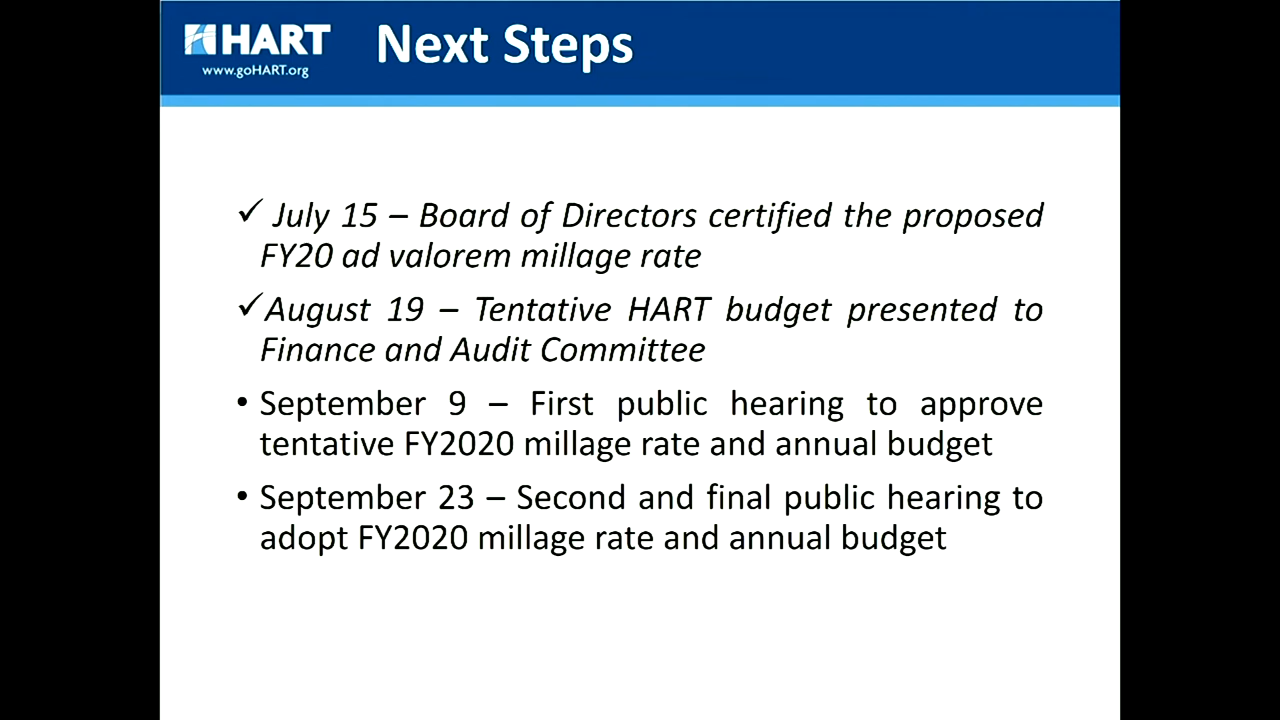 HART
www.goHART.org
Next Steps
✓ July 15 – Board of Directors certified the proposed
FY20 ad valorem millage rate
✓ August 19 – Tentative HART budget presented to
Finance and Audit Committee
• September 9 – First public hearing to approve
tentative FY2020 millage rate and annual budget
• September 23 – Second and final public hearing to
adopt FY2020 millage rate and annual budget